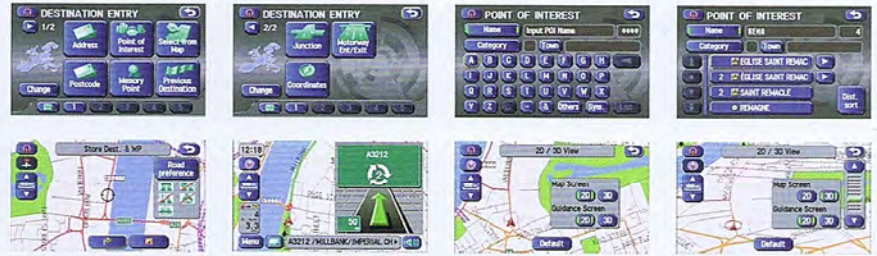 DESTINATION ENTRY
1/2
Address
Point of Interest
Select from Map
Change
Postcode
Memory Point
Previous Destination
DESTINATION ENTRY
2/2
Junction
Motorway Ent/Exit
Change
Coordinates
POINT OF INTEREST
Name
Input POI Name
Category
Town
A B C D E F G H
I J K L M N O P
Q R S T U V W X
Y Z - & Others Sym. List
POINT OF INTEREST
Name
REMA
4
Category
Town
1 EGLISE SAINT REMAC
2 ÉGLISE SAINT REMAC
2 SAINT REMACLE
REMAGNE
Dist. sort
Store Dest. & MP
Road preference
12:18
A3212
50
Menu
A3212 /MILLBANK/IMPERIAL CH
2D / 3D View
Map Screen
2D 3D
Guidance Screen
2D 3D
Default
2D / 3D View
Map Screen
2D 3D
Guidance Screen
2D 3D
Default